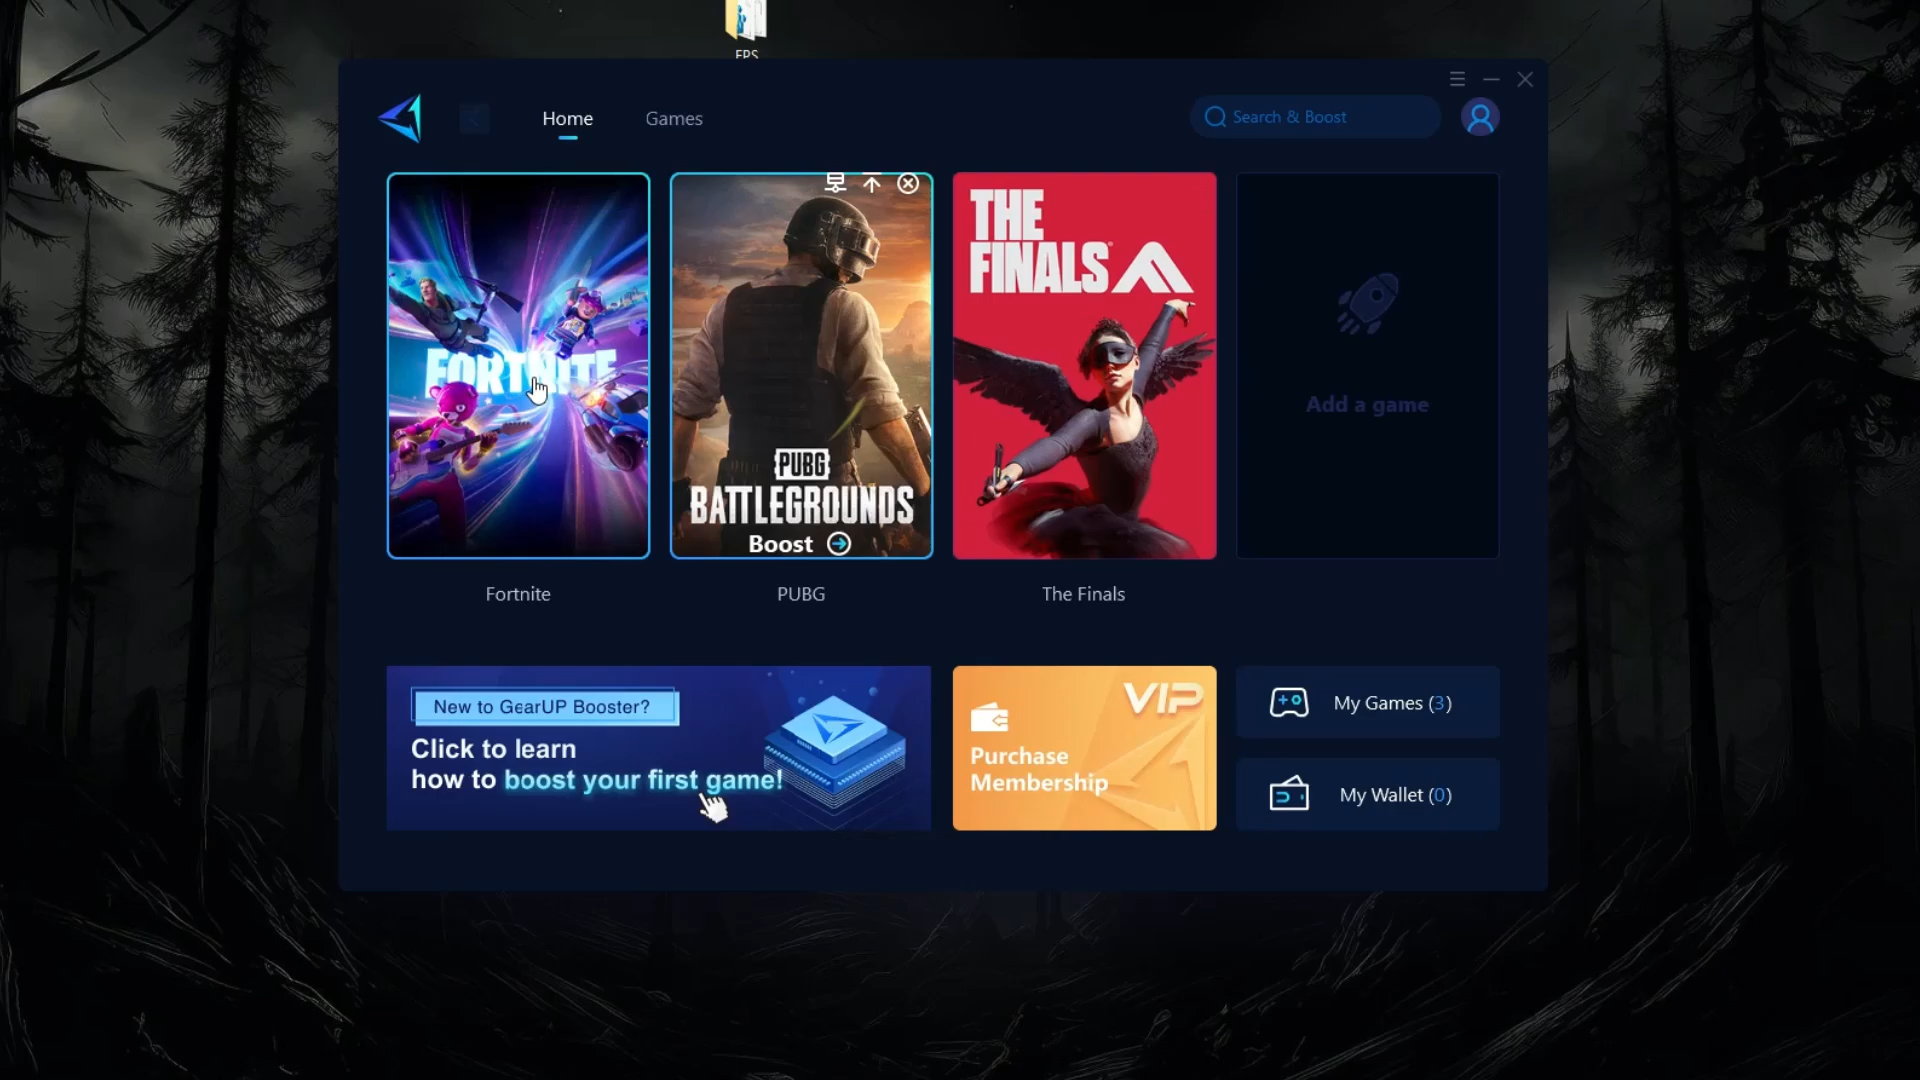 FPS
Home
Games
Search & Boost
FORTNITE
PUBG
BATTLEGROUNDS
Boost
THE
FINALS
Add a game
Fortnite
PUBG
The Finals
New to GearUP Booster?
Click to learn
how to boost your first game!
VIP
Purchase
Membership
My Games (3)
My Wallet (0)